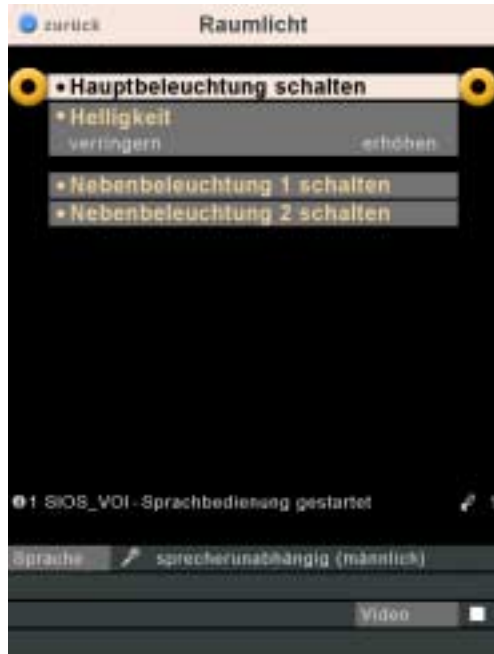 zurück Raumlicht
• Hauptbeleuchtung schalten
• Helligkeit
verringern erhöhen
• Nebenbeleuchtung 1 schalten
• Nebenbeleuchtung 2 schalten
1 SIOS_VOI-Sprachbedienung gestartet 1
Sprache sprecherunabhängig (männlich)
Video